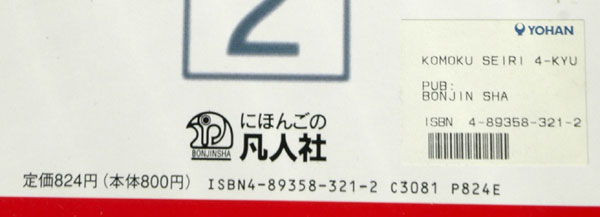 2
YOHAN
KOMOKU SEIRI 4-KYU
PUB:
BONJIN SHA
ISBN 4-89358-321-2
にほんごの
凡人社
BONJINSHA
定価824円(本体800円) ISBN4-89358-321-2 C3081 P824E